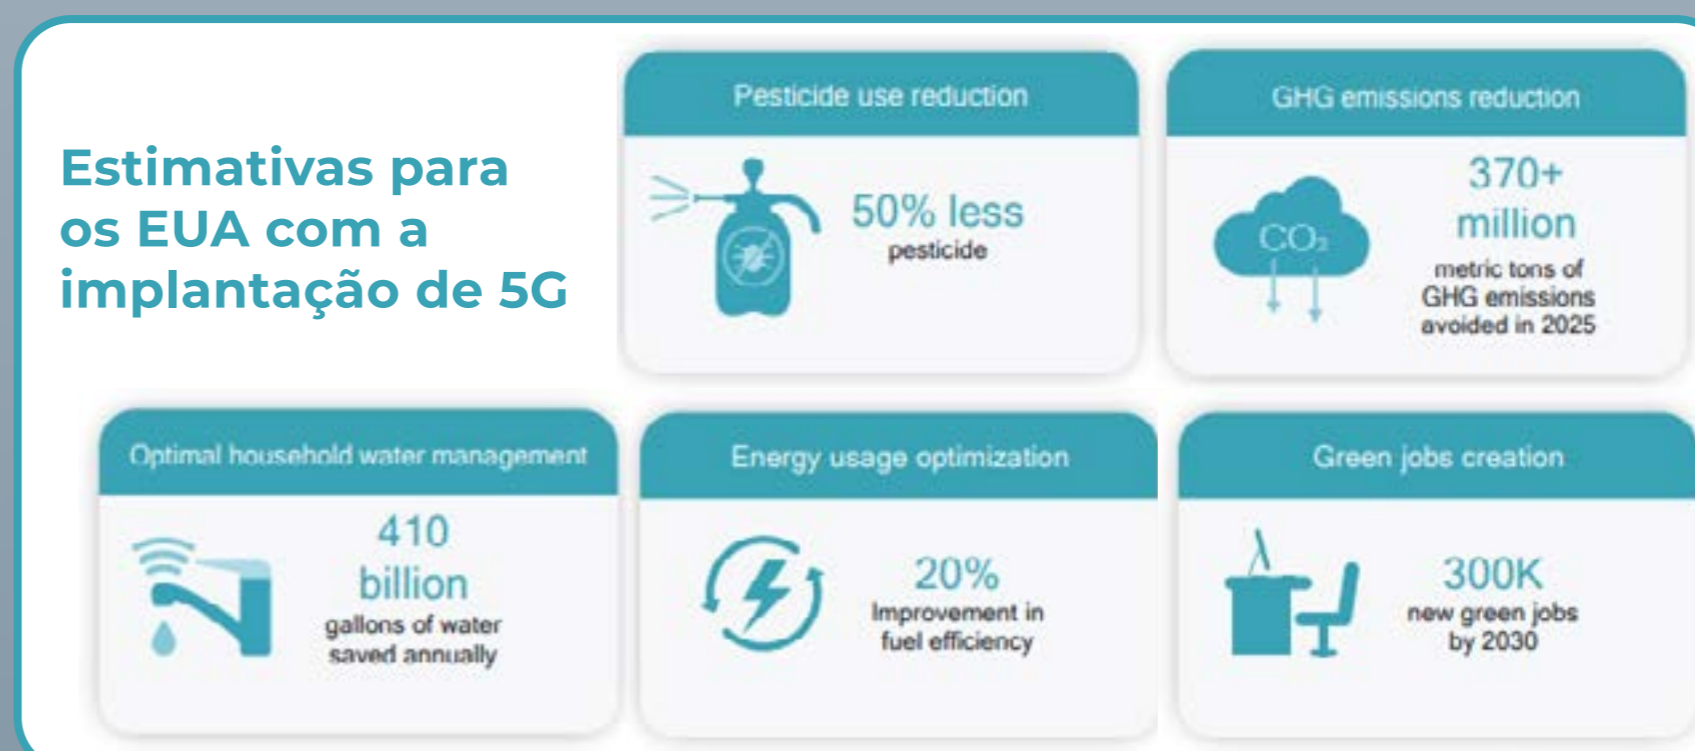 Estimativas para
os EUA com a
implantação de 5G
Pesticide use reduction
50% less
pesticide
GHG emissions reduction
CO₂
370+
million
metric tons of
GHG emissions
avoided in 2025
Optimal household water management
410
billion
gallons of water
saved annually
Energy usage optimization
20%
Improvement in
fuel efficiency
Green jobs creation
300K
new green jobs
by 2030